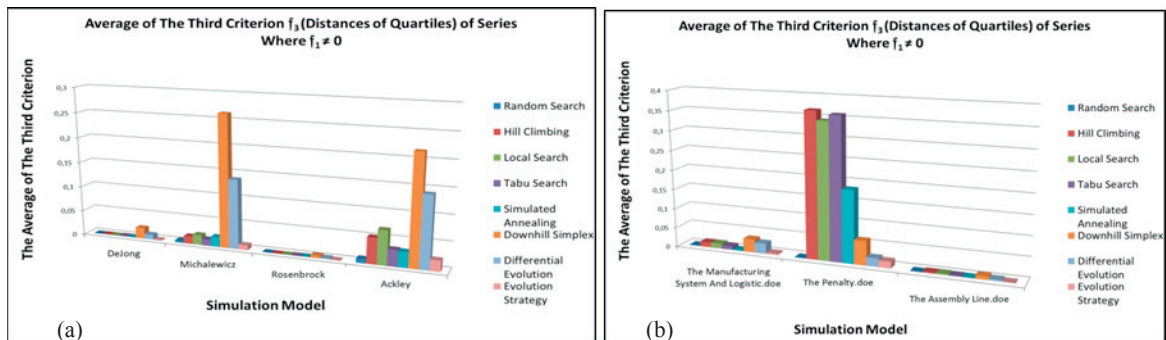 Average of The Third Criterion f₃ (Distances of Quartiles) of Series
Where f₁ ≠ 0
The Average of The Third Criterion
0,3
0,25
0,2
0,15
0,1
0,05
0
DeJong
Michalewicz
Rosenbrock
Ackley
Simulation Model
Random Search
Hill Climbing
Local Search
Tabu Search
Simulated
Annealing
Downhill Simplex
Differential
Evolution
Evolution
Strategy
(a)
Average of The Third Criterion f₃ (Distances of Quartiles) of Series
Where f₁ ≠ 0
The Average of The Third Criterion
0,4
0,35
0,3
0,25
0,2
0,15
0,1
0,05
0
The Manufacturing
System And Logistic.doe
The Penalty.doe
The Assembly Line.doe
Simulation Model
Random Search
Hill Climbing
Local Search
Tabu Search
Simulated
Annealing
Downhill Simplex
Differential
Evolution
Evolution
Strategy
(b)